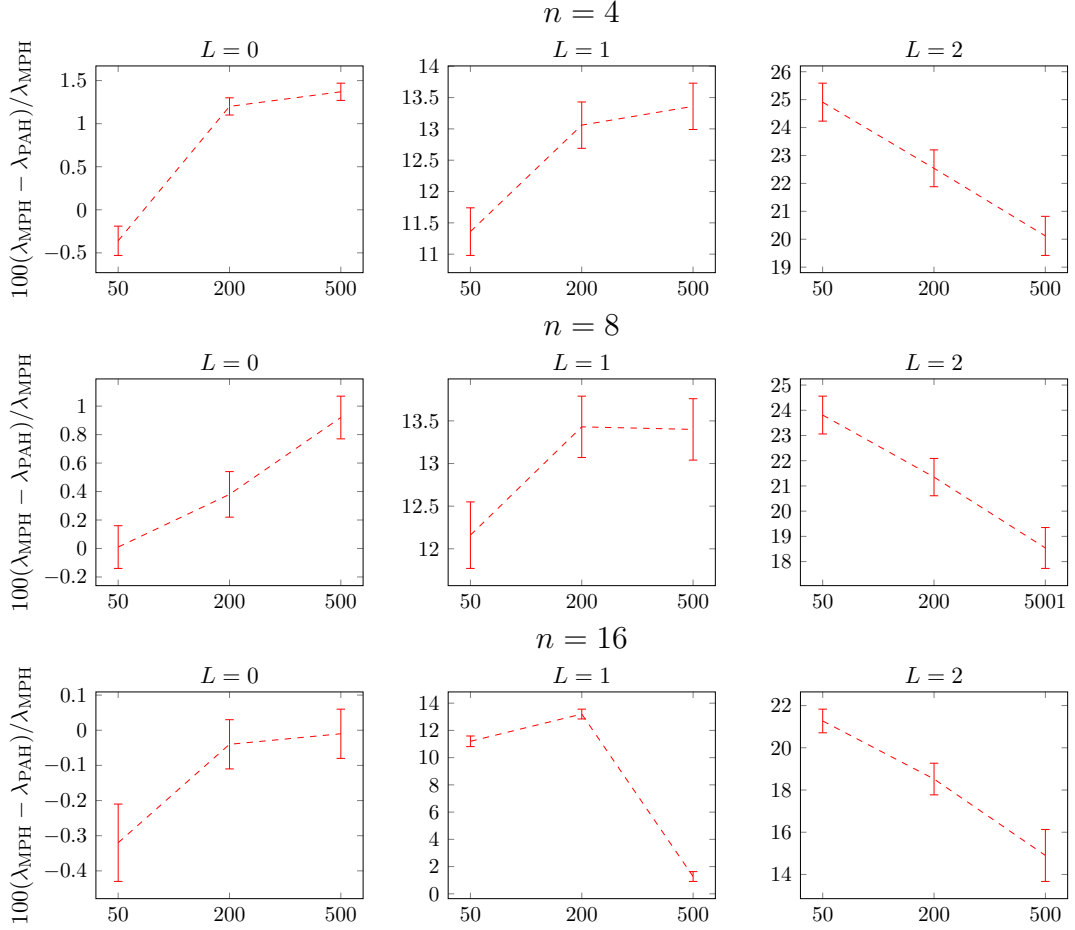 n = 4
L = 0
L = 1
L = 2
100(λMPH − λPAH)/λMPH
1.5
1
0.5
0
−0.5
50 200 500
14
13.5
13
12.5
12
11.5
11
50 200 500
26
25
24
23
22
21
20
19
50 200 500
n = 8
L = 0
L = 1
L = 2
100(λMPH − λPAH)/λMPH
1
0.8
0.6
0.4
0.2
0
−0.2
50 200 500
13.5
13
12.5
12
50 200 500
25
24
23
22
21
20
19
18
50 200 5001
n = 16
L = 0
L = 1
L = 2
100(λMPH − λPAH)/λMPH
0.1
0
−0.1
−0.2
−0.3
−0.4
50 200 500
14
12
10
8
6
4
2
0
50 200 500
22
20
18
16
14
50 200 500